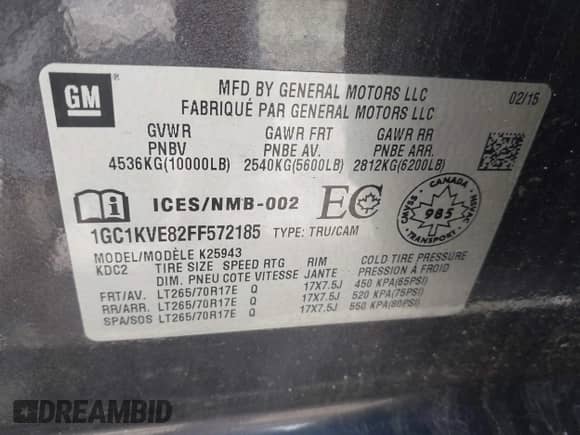 GM
MFD BY GENERAL MOTORS LLC
FABRIQUÉ PAR GENERAL MOTORS LLC
02/15
GVWR GAWR FRT GAWR RR
PNBV PNBE AV. PNBE ARR.
4536KG(10000LB) 2540KG(5600LB) 2812KG(6200LB)
ICES/NMB-002 EC
CANADA
SVAMC 985 NUVAC
TRANSPORT
1GC1KVE82FF572185 TYPE: TRU/CAM
MODEL/MODÈLE K25943
KDC2 TIRE SIZE SPEED RTG RIM COLD TIRE PRESSURE
DIM. PNEU COTE VITESSE JANTE PRESSION A FROID
FRT/AV. LT265/70R17E Q 17X7.5J 450 KPA(65PSI)
RR/ARR. LT265/70R17E Q 17X7.5J 520 KPA(75PSI)
SPA/SOS LT265/70R17E Q 17X7.5J 550 KPA(80PSI)
DREAMBID